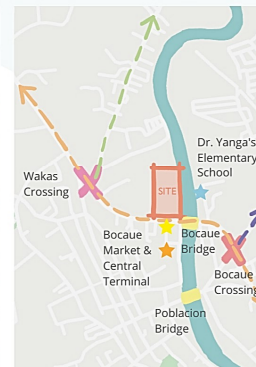 Dr. Yanga's
Elementary
School
Wakas
Crossing
SITE
Bocaue
Market &
Central
Terminal
Bocaue
Bridge
Bocaue
Crossing
Poblacion
Bridge